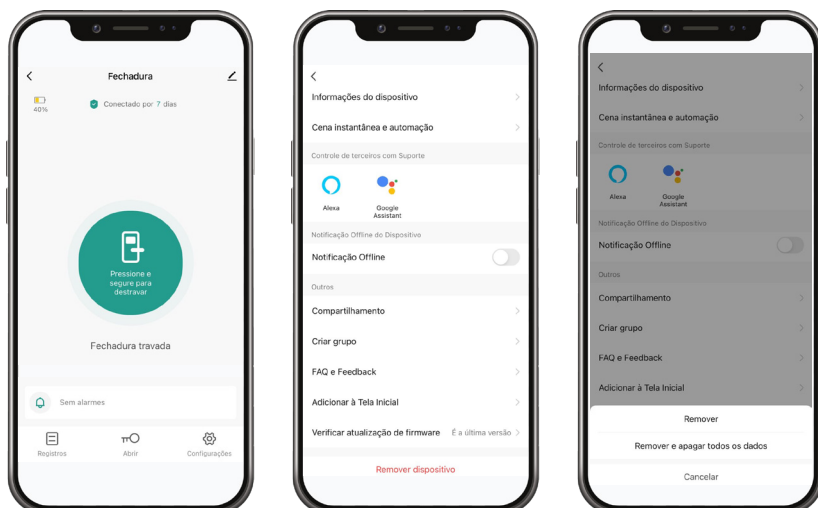 Fechadura
40%
Conectado por 7 dias
Pressione e
segure para
destravar
Fechadura travada
Sem alarmes
Registros
Abrir
Configurações
Informações do dispositivo
Cena instantânea e automação
Controle de terceiros com Suporte
Alexa
Google
Assistant
Notificação Offline do Dispositivo
Notificação Offline
Outros
Compartilhamento
Criar grupo
FAQ e Feedback
Adicionar à Tela Inicial
Verificar atualização de firmware É a última versão
Remover dispositivo
Informações do dispositivo
Cena instantânea e automação
Controle de terceiros com Suporte
Alexa
Google
Assistant
Notificação Offline do Dispositivo
Notificação Offline
Outros
Compartilhamento
Criar grupo
FAQ e Feedback
Adicionar à Tela Inicial
Remover
Remover e apagar todos os dados
Cancelar